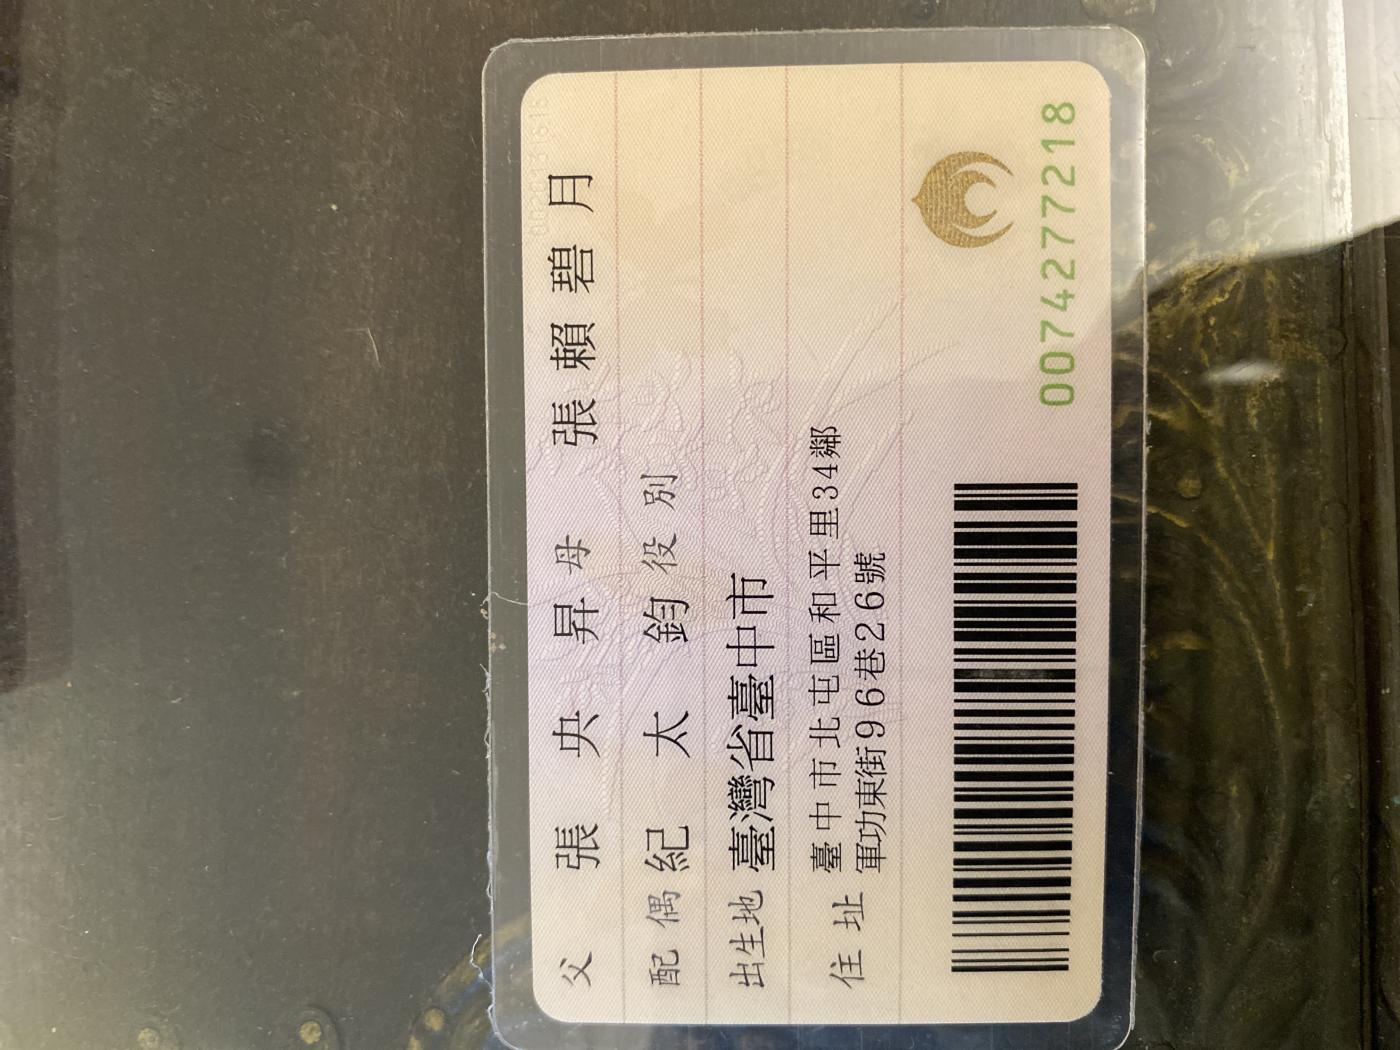 父 張央昇 母 張賴碧月
配偶 紀太鈞 役別
出生地 臺灣省臺中市
住址 臺中市北屯區和平里34鄰
軍功東街96巷26號
0074277218